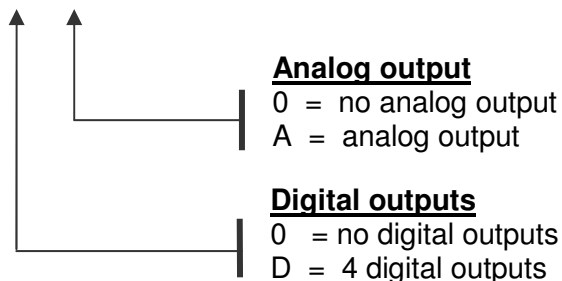 Analog output
0 = no analog output
A = analog output
Digital outputs
0 = no digital outputs
D = 4 digital outputs